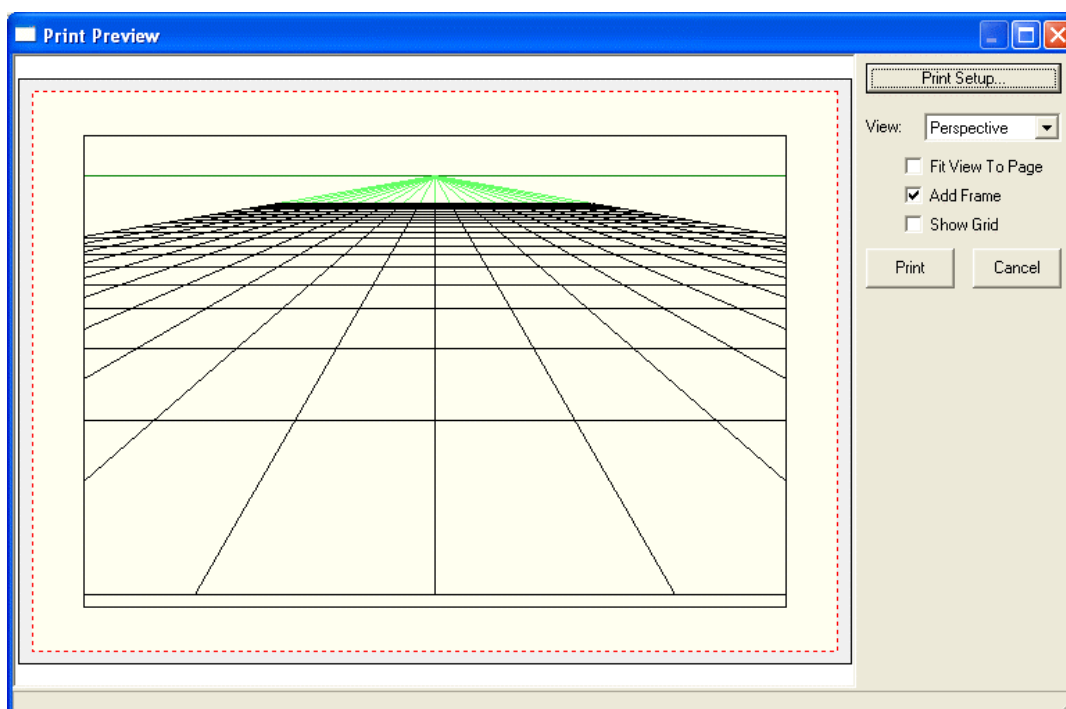 Print Preview
Print Setup...
View: Perspective
Fit View To Page
Add Frame
Show Grid
Print Cancel